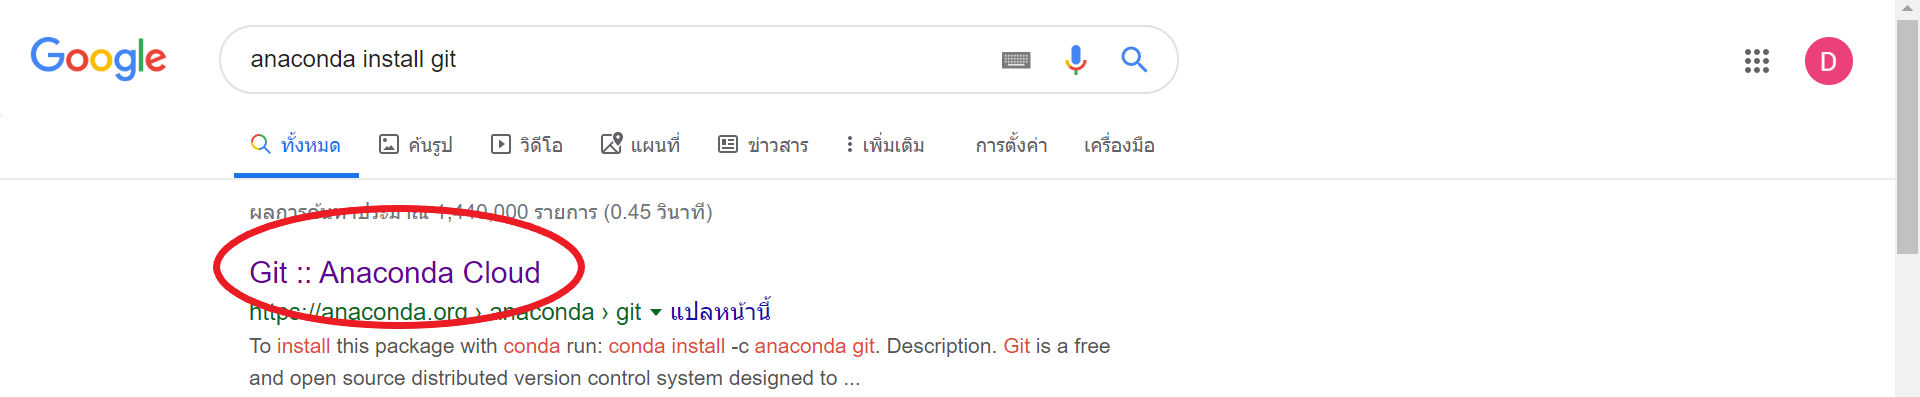 Google
anaconda install git
D
ทั้งหมด ค้นรูป วิดีโอ แผนที่ ข่าวสาร เพิ่มเติม การตั้งค่า เครื่องมือ
ผลการค้นหาประมาณ 1,440,000 รายการ (0.45 วินาที)
Git :: Anaconda Cloud
https://anaconda.org › anaconda › git แปลหน้านี้
To install this package with conda run: conda install -c anaconda git. Description. Git is a free
and open source distributed version control system designed to ...